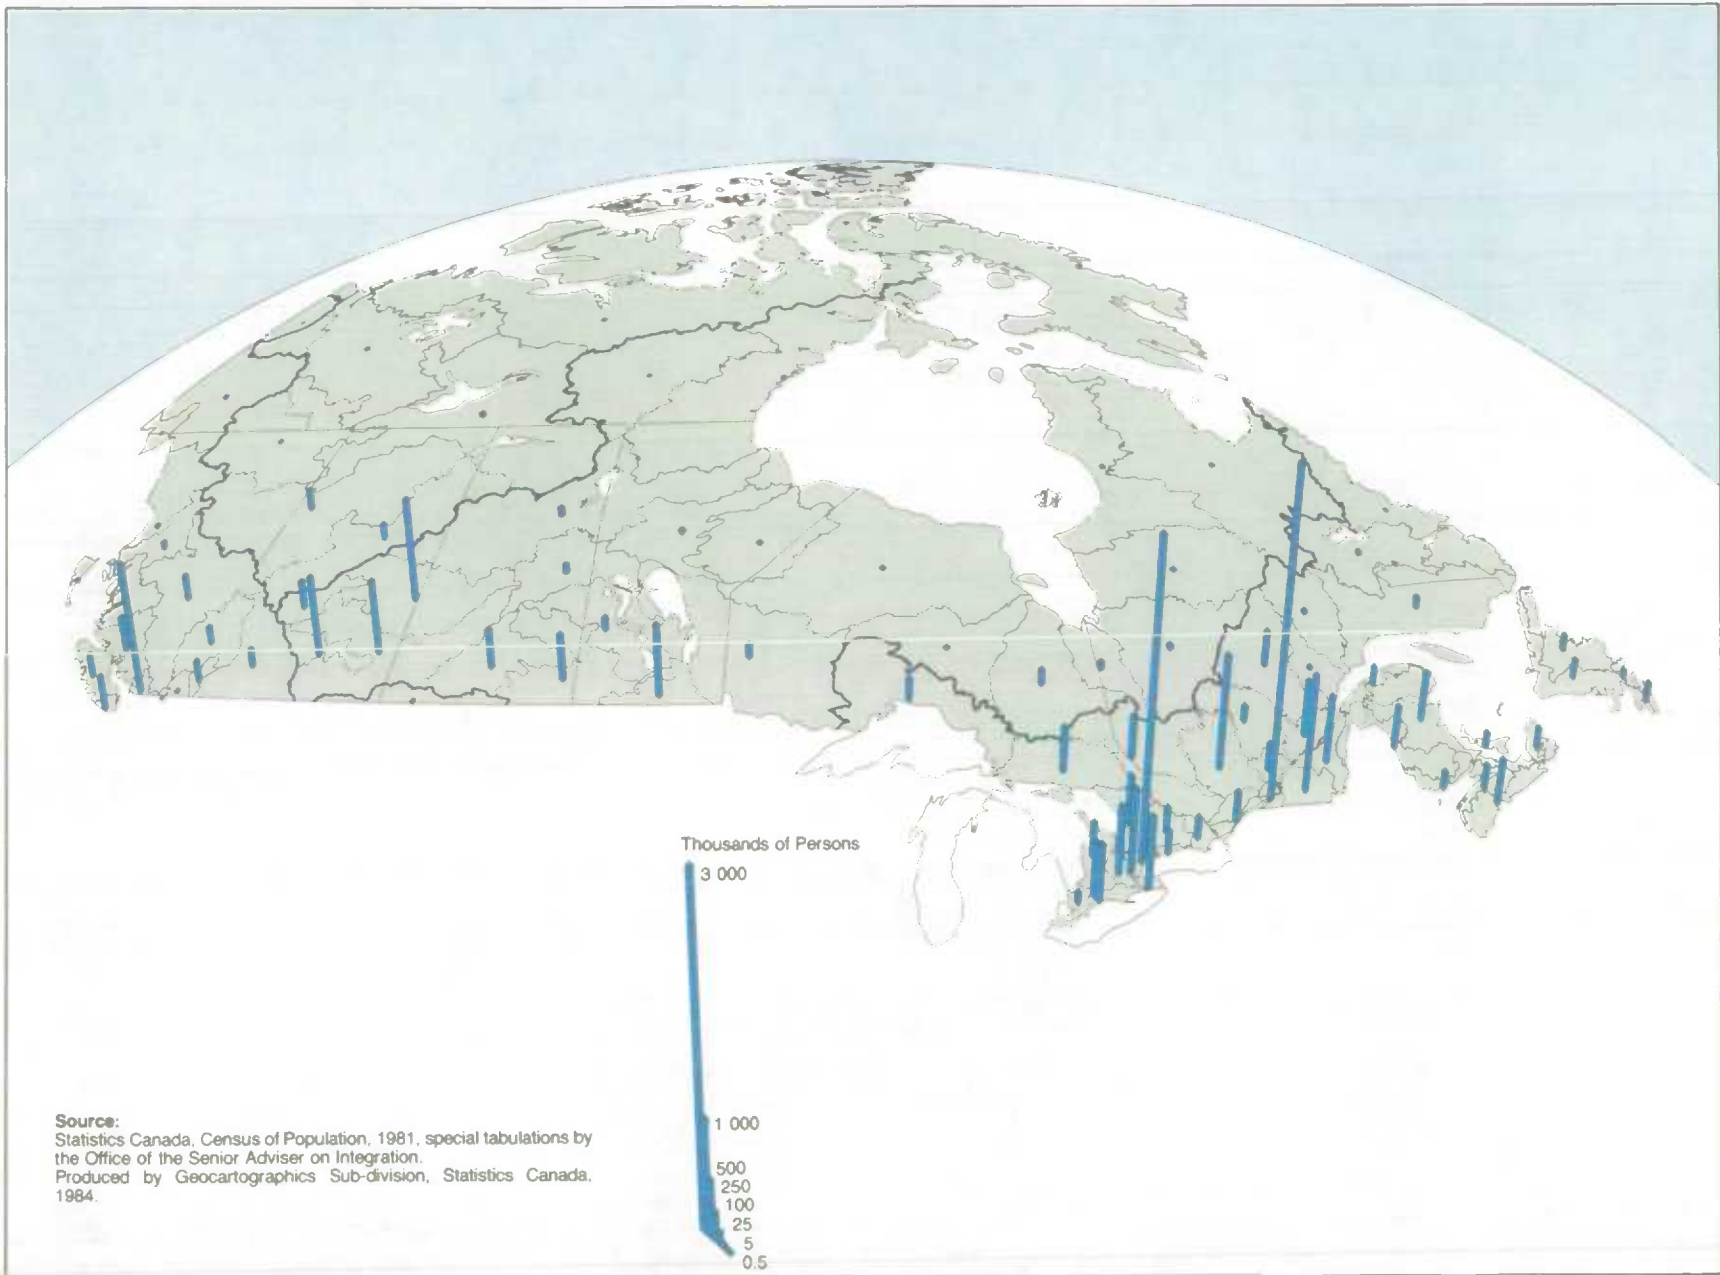 Thousands of Persons
3 000
1 000
500
250
100
25
5
0.5
Source:
Statistics Canada, Census of Population, 1981, special tabulations by
the Office of the Senior Adviser on Integration.
Produced by Geocartographics Sub-division, Statistics Canada,
1984.